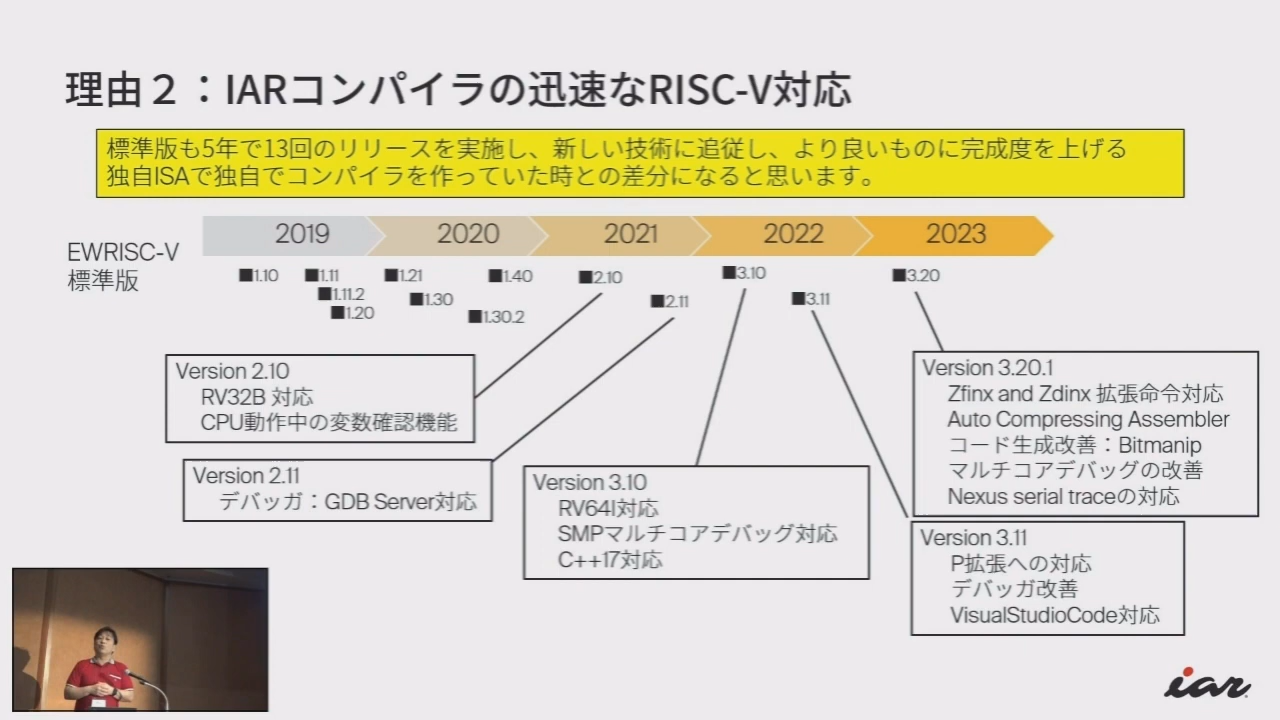 理由２：IARコンパイラの迅速なRISC-V対応
標準版も5年で13回のリリースを実施し、新しい技術に追従し、より良いものに完成度を上げる
独自ISAで独自でコンパイラを作っていた時との差分になると思います。
2019 2020 2021 2022 2023
EWRISC-V
標準版
■1.10 ■1.11 ■1.21 ■1.40 ■2.10 ■3.10 ■3.20
■1.11.2 ■1.30 ■2.11 ■3.11
■1.20 ■1.30.2
Version 2.10
RV32B 対応
CPU動作中の変数確認機能
Version 2.11
デバッガ：GDB Server対応
Version 3.10
RV64I対応
SMPマルチコアデバッグ対応
C++17対応
Version 3.20.1
Zfinx and Zdinx 拡張命令対応
Auto Compressing Assembler
コード生成改善：Bitmanip
マルチコアデバッグの改善
Nexus serial traceの対応
Version 3.11
P拡張への対応
デバッガ改善
VisualStudioCode対応
iar